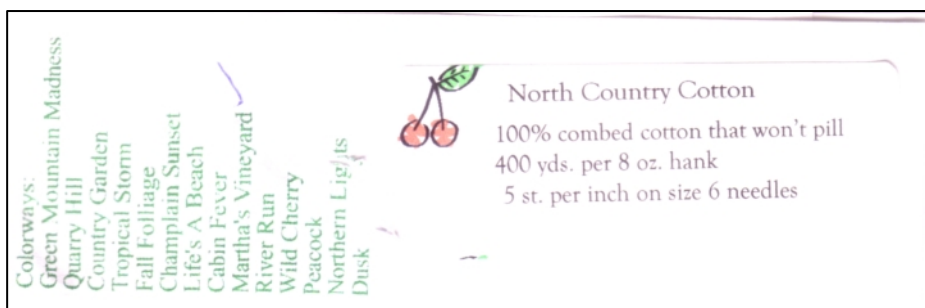 Colorways:
Green Mountain Madness
Quarry Hill
Country Garden
Tropical Storm
Fall Folliage
Champlain Sunset
Life's A Beach
Cabin Fever
Martha's Vineyard
River Run
Wild Cherry
Peacock
Northern Lights
Dusk
North Country Cotton
100% combed cotton that won't pill
400 yds. per 8 oz. hank
5 st. per inch on size 6 needles